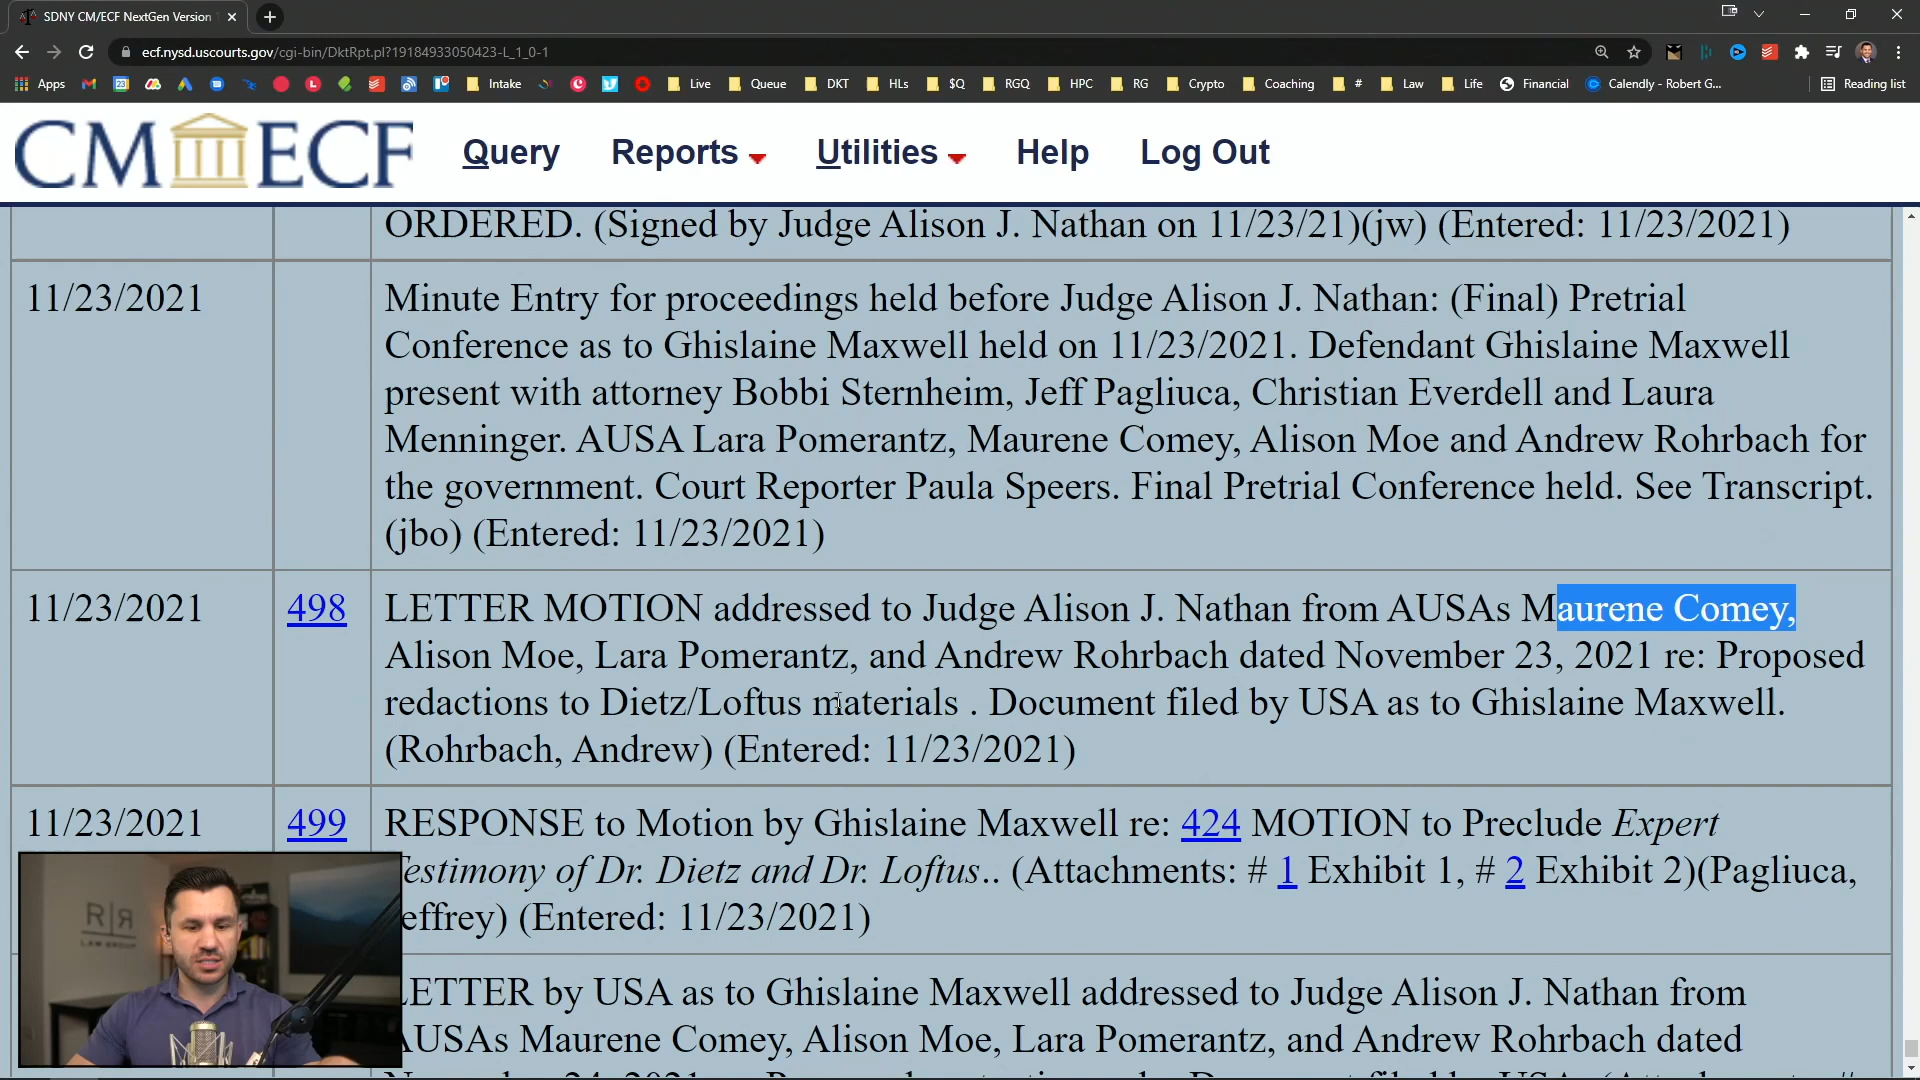 SDNY CM/ECF NextGen Version
ecf.nysd.uscourts.gov/cgi-bin/DktRpt.pl?19184933050423-L_1_0-1
Apps Intake Live Queue DKT HLs $Q RGQ HPC RG Crypto Coaching # Law Life Financial Calendly - Robert G... Reading list
CM ECF Query Reports Utilities Help Log Out
ORDERED. (Signed by Judge Alison J. Nathan on 11/23/21)(jw) (Entered: 11/23/2021)
11/23/2021 Minute Entry for proceedings held before Judge Alison J. Nathan: (Final) Pretrial
Conference as to Ghislaine Maxwell held on 11/23/2021. Defendant Ghislaine Maxwell
present with attorney Bobbi Sternheim, Jeff Pagliuca, Christian Everdell and Laura
Menninger. AUSA Lara Pomerantz, Maurene Comey, Alison Moe and Andrew Rohrbach for
the government. Court Reporter Paula Speers. Final Pretrial Conference held. See Transcript.
(jbo) (Entered: 11/23/2021)
11/23/2021 498 LETTER MOTION addressed to Judge Alison J. Nathan from AUSAs Maurene Comey,
Alison Moe, Lara Pomerantz, and Andrew Rohrbach dated November 23, 2021 re: Proposed
redactions to Dietz/Loftus materials . Document filed by USA as to Ghislaine Maxwell.
(Rohrbach, Andrew) (Entered: 11/23/2021)
11/23/2021 499 RESPONSE to Motion by Ghislaine Maxwell re: 424 MOTION to Preclude Expert
Testimony of Dr. Dietz and Dr. Loftus.. (Attachments: # 1 Exhibit 1, # 2 Exhibit 2)(Pagliuca,
effrey) (Entered: 11/23/2021)
LETTER by USA as to Ghislaine Maxwell addressed to Judge Alison J. Nathan from
AUSAs Maurene Comey, Alison Moe, Lara Pomerantz, and Andrew Rohrbach dated
R|R
LAW GROUP